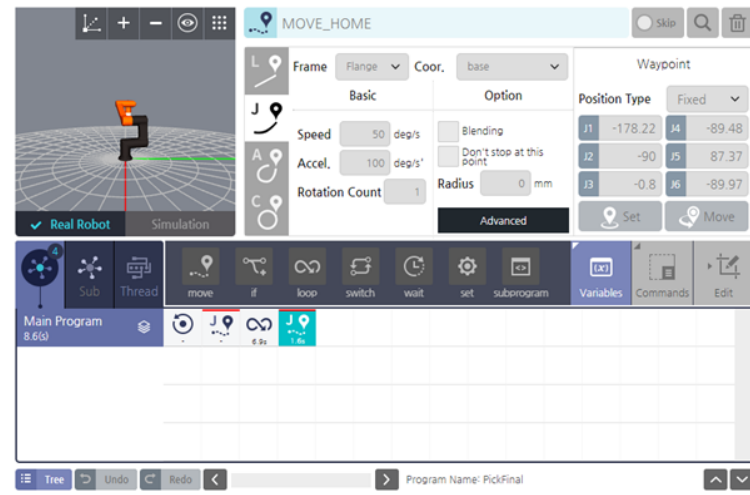 MOVE_HOME
Skip
L
Frame
Flange
Coor.
base
Waypoint
Basic
Option
Position Type
Fixed
J
Speed
50
deg/s
Blending
J1
-178.22
J4
-89.48
A
Accel.
100
deg/s²
Don't stop at this
point
J2
-90
J5
87.37
Rotation Count
1
Radius
0
mm
J3
-0.8
J6
-89.97
C
Real Robot
Simulation
Advanced
Set
Move
4
Sub
Thread
move
if
loop
switch
wait
set
subprogram
(x)
Variables
Commands
Edit
Main Program
8.6(s)
J
J
-
-
6.9s
1.6s
Tree
Undo
Redo
Program Name: PickFinal